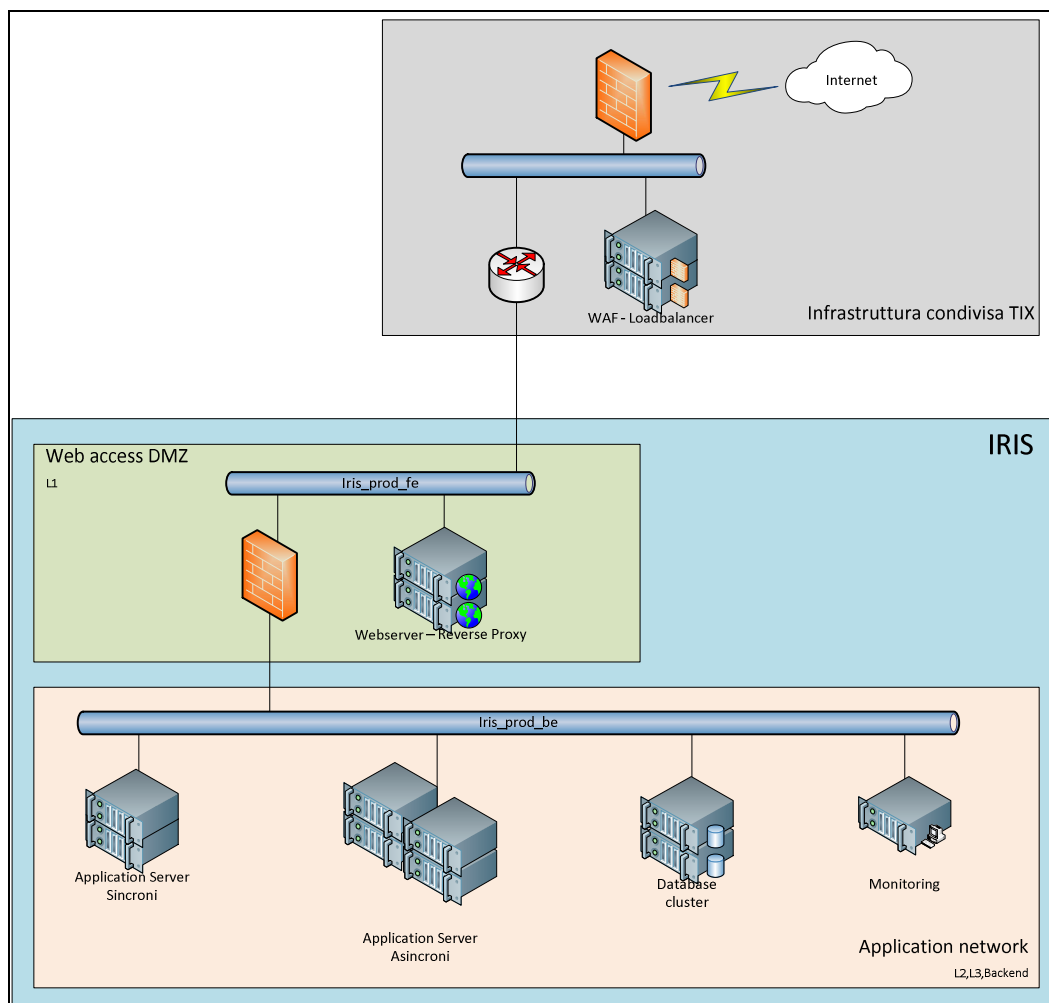 Internet
WAF - Loadbalancer
Infrastruttura condivisa TIX
IRIS
Web access DMZ
L1
Iris_prod_fe
Webserver – Reverse Proxy
Iris_prod_be
Application Server
Sincroni
Application Server
Asincroni
Database
cluster
Monitoring
Application network
L2,L3,Backend